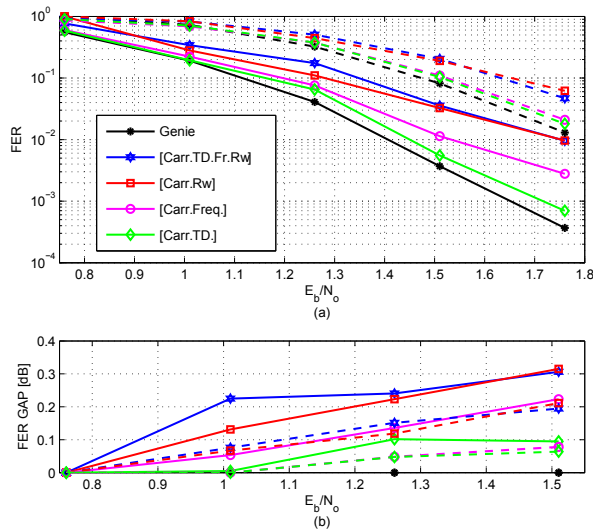 10^0
10^-1
10^-2
10^-3
10^-4
FER
Genie
[Carr.TD.Fr.Rw]
[Carr.Rw]
[Carr.Freq.]
[Carr.TD.]
0.8 0.9 1 1.1 1.2 1.3 1.4 1.5 1.6 1.7 1.8
E_b/N_o
(a)
0.4
0.3
0.2
0.1
0
FER GAP [dB]
0.8 0.9 1 1.1 1.2 1.3 1.4 1.5
E_b/N_o
(b)